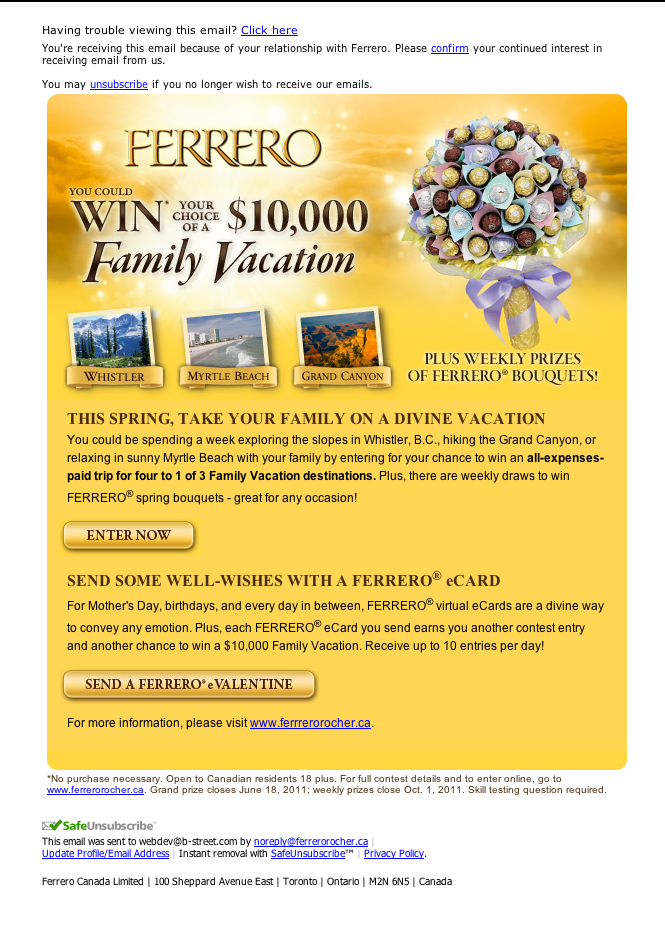 Having trouble viewing this email? Click here
You're receiving this email because of your relationship with Ferrero. Please confirm your continued interest in
receiving email from us.
You may unsubscribe if you no longer wish to receive our emails.
FERRERO
YOU COULD
WIN* YOUR CHOICE OF A $10,000
Family Vacation
WHISTLER
MYRTLE BEACH
GRAND CANYON
PLUS WEEKLY PRIZES
OF FERRERO® BOUQUETS!
THIS SPRING, TAKE YOUR FAMILY ON A DIVINE VACATION
You could be spending a week exploring the slopes in Whistler, B.C., hiking the Grand Canyon, or
relaxing in sunny Myrtle Beach with your family by entering for your chance to win an all-expenses-
paid trip for four to 1 of 3 Family Vacation destinations. Plus, there are weekly draws to win
FERRERO® spring bouquets - great for any occasion!
ENTER NOW
SEND SOME WELL-WISHES WITH A FERRERO® eCARD
For Mother's Day, birthdays, and every day in between, FERRERO® virtual eCards are a divine way
to convey any emotion. Plus, each FERRERO® eCard you send earns you another contest entry
and another chance to win a $10,000 Family Vacation. Receive up to 10 entries per day!
SEND A FERRERO® eVALENTINE
For more information, please visit www.ferrrerorocher.ca.
*No purchase necessary. Open to Canadian residents 18 plus. For full contest details and to enter online, go to
www.ferrerorocher.ca. Grand prize closes June 18, 2011; weekly prizes close Oct. 1, 2011. Skill testing question required.
SafeUnsubscribe™
This email was sent to webdev@b-street.com by noreply@ferrerorocher.ca |
Update Profile/Email Address | Instant removal with SafeUnsubscribe™ | Privacy Policy.
Ferrero Canada Limited | 100 Sheppard Avenue East | Toronto | Ontario | M2N 6N5 | Canada